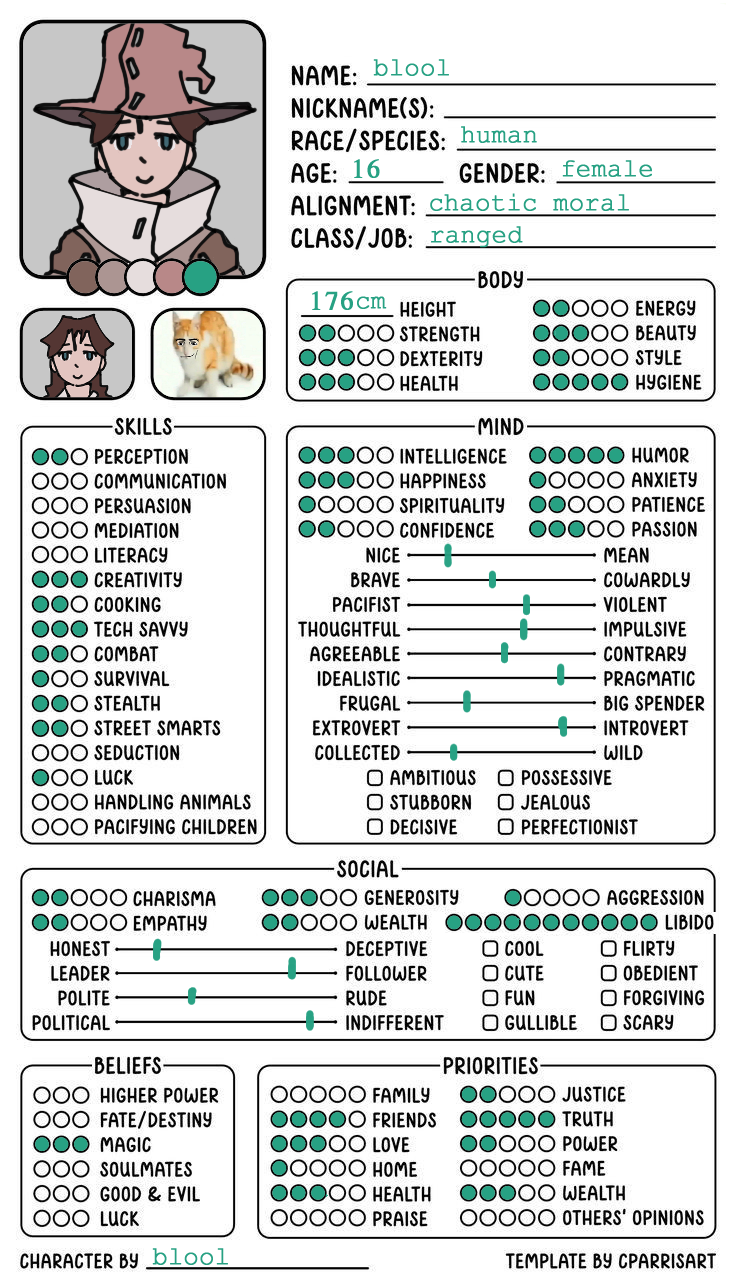 NAME: blool
NICKNAME(S):
RACE/SPECIES: human
AGE: 16 GENDER: female
ALIGNMENT: chaotic moral
CLASS/JOB: ranged
BODY
176cm HEIGHT ENERGY
STRENGTH BEAUTY
DEXTERITY STYLE
HEALTH HYGIENE
SKILLS
PERCEPTION
COMMUNICATION
PERSUASION
MEDIATION
LITERACY
CREATIVITY
COOKING
TECH SAVVY
COMBAT
SURVIVAL
STEALTH
STREET SMARTS
SEDUCTION
LUCK
HANDLING ANIMALS
PACIFYING CHILDREN
MIND
INTELLIGENCE HUMOR
HAPPINESS ANXIETY
SPIRITUALITY PATIENCE
CONFIDENCE PASSION
NICE MEAN
BRAVE COWARDLY
PACIFIST VIOLENT
THOUGHTFUL IMPULSIVE
AGREEABLE CONTRARY
IDEALISTIC PRAGMATIC
FRUGAL BIG SPENDER
EXTROVERT INTROVERT
COLLECTED WILD
AMBITIOUS POSSESSIVE
STUBBORN JEALOUS
DECISIVE PERFECTIONIST
SOCIAL
CHARISMA GENEROSITY AGGRESSION
EMPATHY WEALTH LIBIDO
HONEST DECEPTIVE COOL FLIRTY
LEADER FOLLOWER CUTE OBEDIENT
POLITE RUDE FUN FORGIVING
POLITICAL INDIFFERENT GULLIBLE SCARY
BELIEFS
HIGHER POWER
FATE/DESTINY
MAGIC
SOULMATES
GOOD & EVIL
LUCK
PRIORITIES
FAMILY JUSTICE
FRIENDS TRUTH
LOVE POWER
HOME FAME
HEALTH WEALTH
PRAISE OTHERS' OPINIONS
CHARACTER BY blool TEMPLATE BY CPARRISART